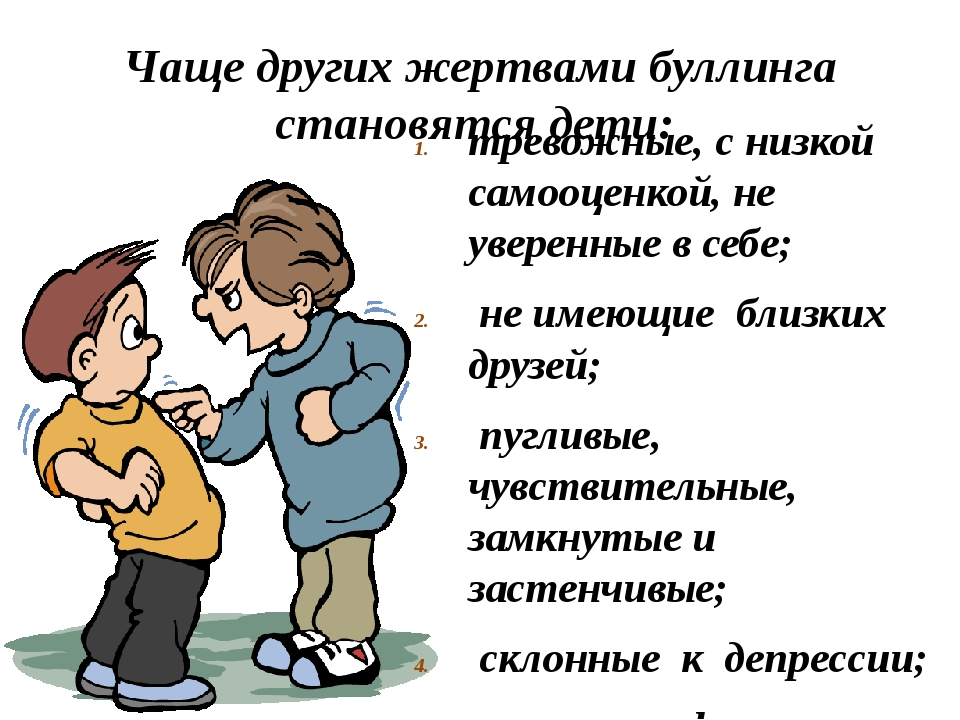 Чаще других жертвами буллинга
становятся дети:
1. тревожные, с низкой
самооценкой, не
уверенные в себе;
2. не имеющие близких
друзей;
3. пугливые,
чувствительные,
замкнутые и
застенчивые;
4. склонные к депрессии;